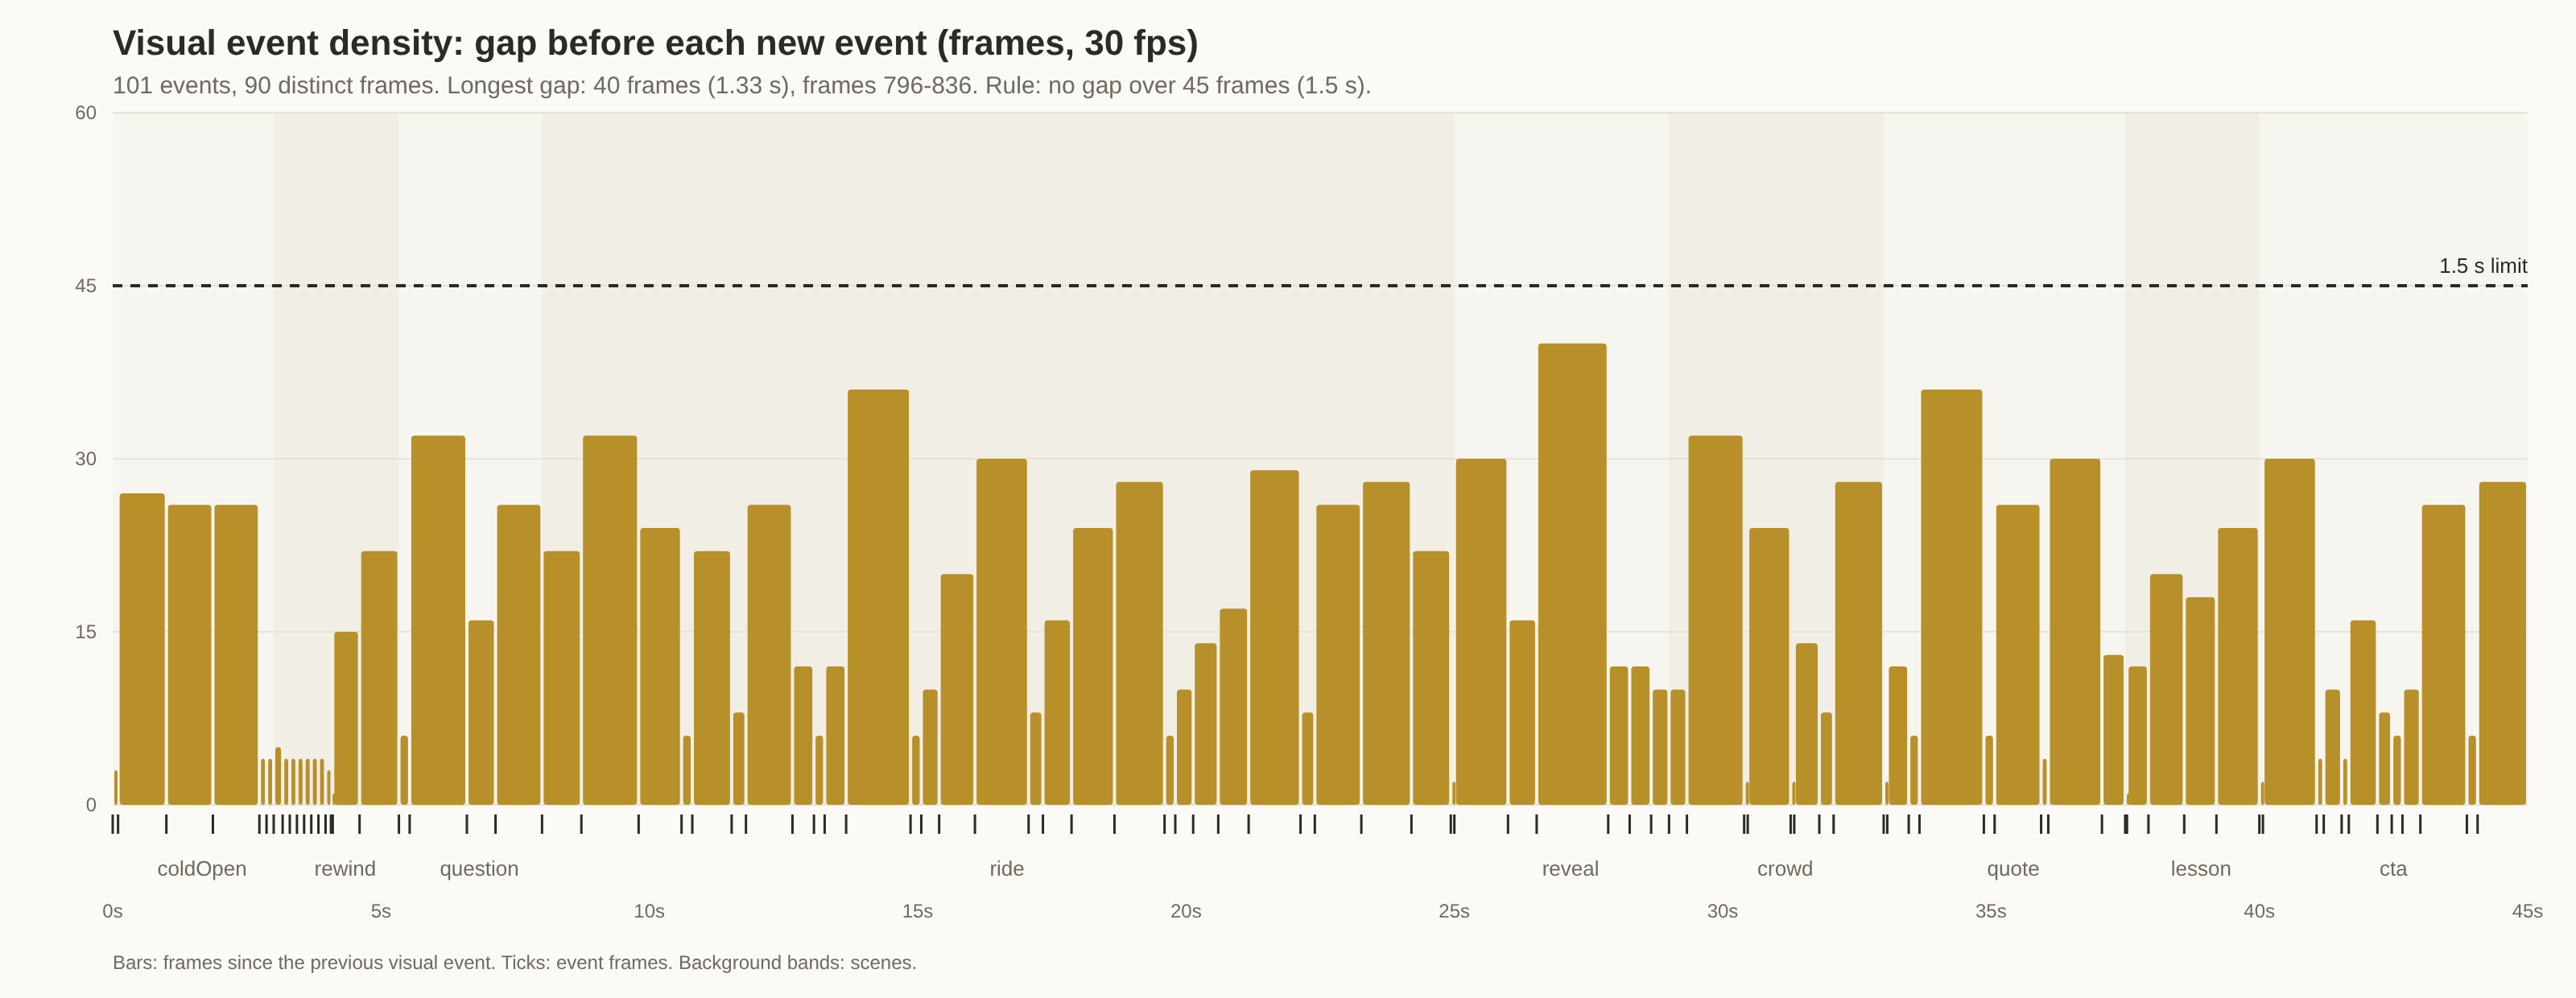 Visual event density: gap before each new event (frames, 30 fps)
101 events, 90 distinct frames. Longest gap: 40 frames (1.33 s), frames 796-836. Rule: no gap over 45 frames (1.5 s).
60
1.5 s limit
45
30
15
0
coldOpen rewind question ride reveal crowd quote lesson cta
0s 5s 10s 15s 20s 25s 30s 35s 40s 45s
Bars: frames since the previous visual event. Ticks: event frames. Background bands: scenes.